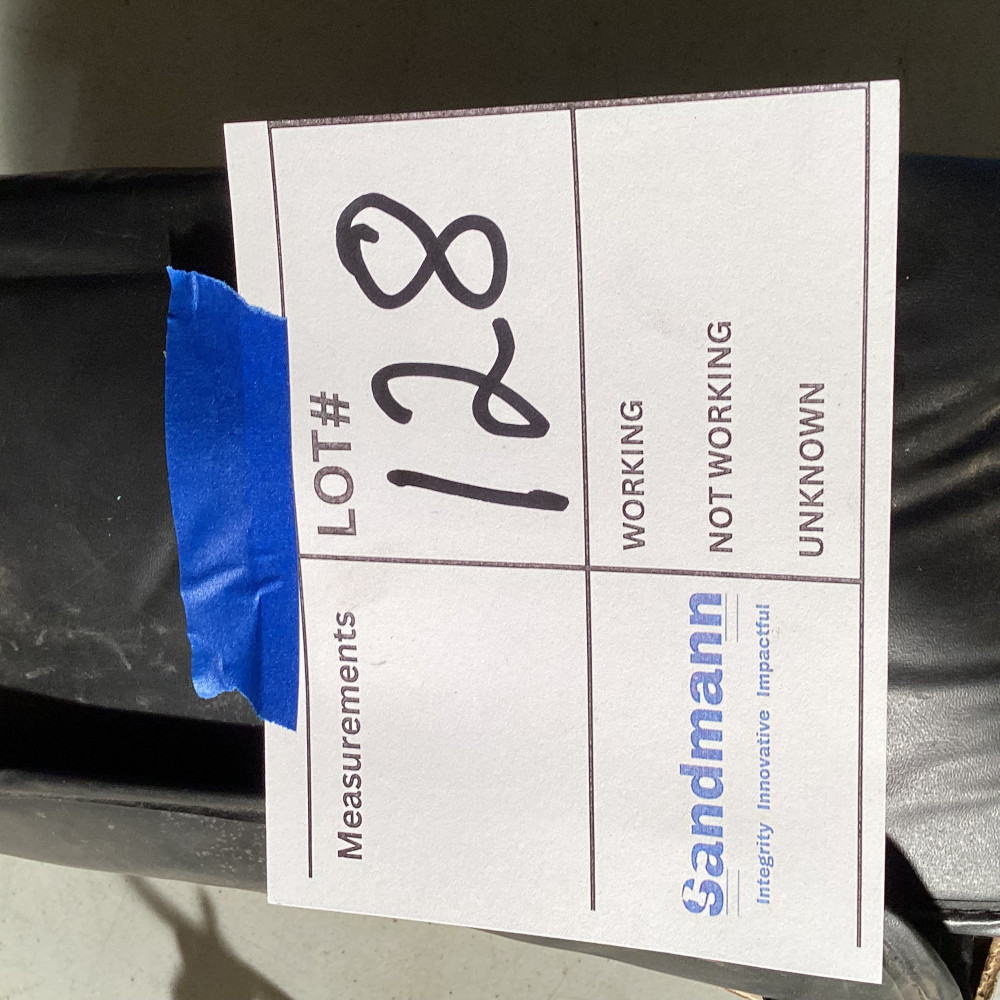 Measurements
LOT#
128
Sandmann
Integrity Innovative Impactful
WORKING
NOT WORKING
UNKNOWN